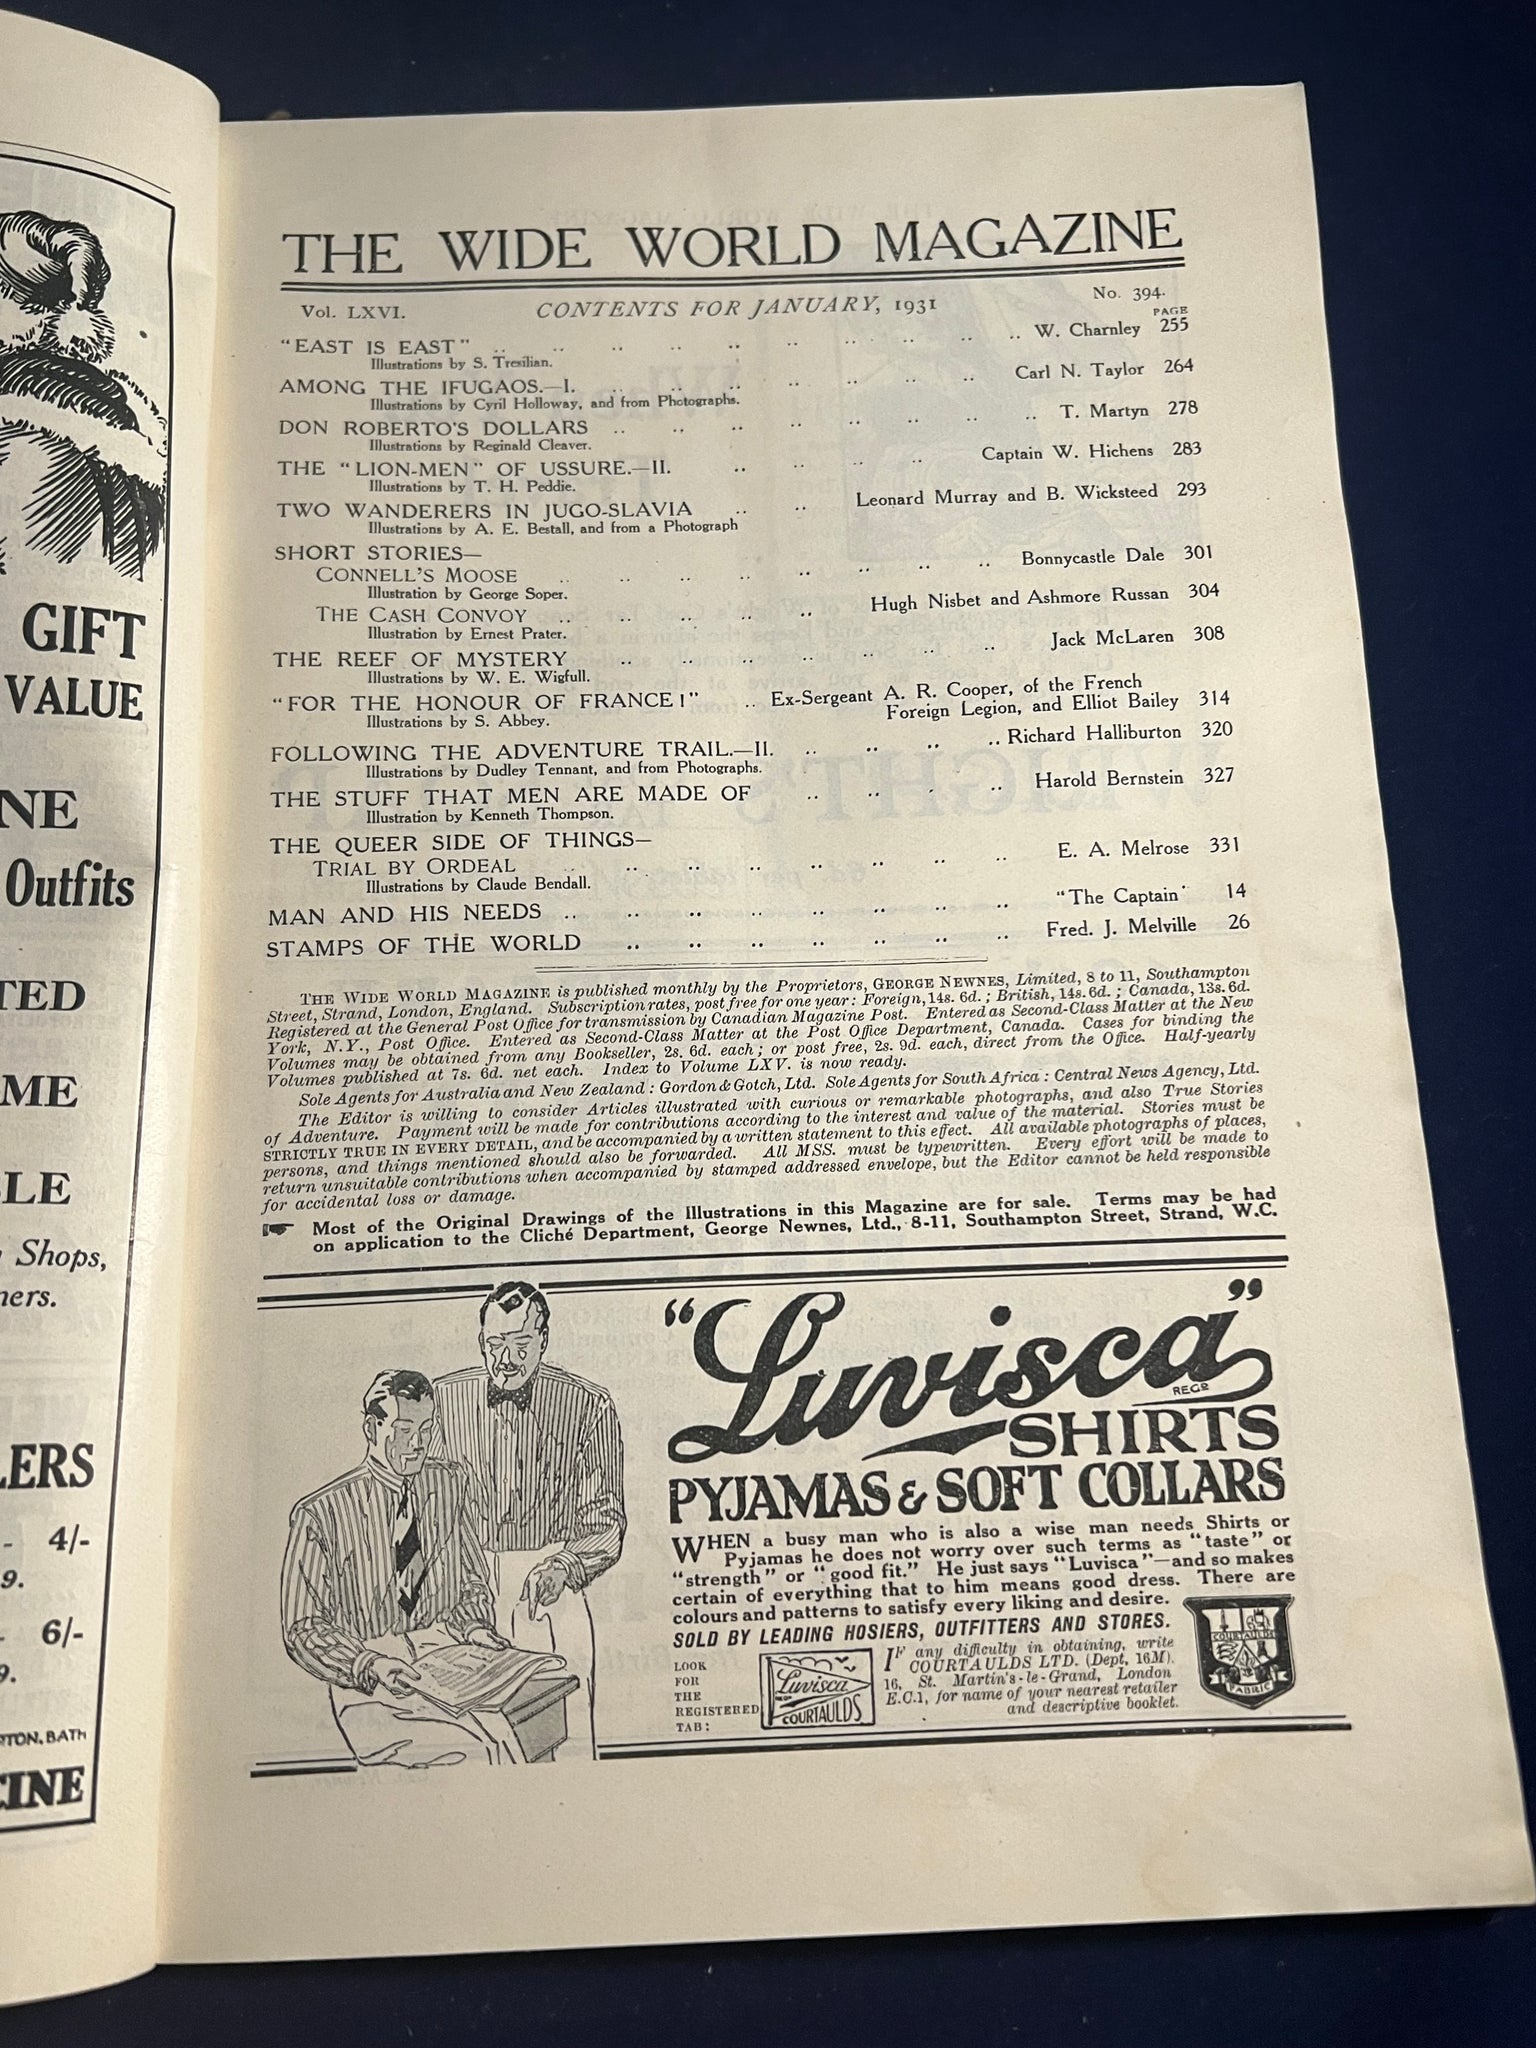 GIFT
VALUE
NE
Outfits
TED
ME
LE
Shops,
ners.
LERS
- 4/-
9.
- 6/-
9.
TON, BATH
CINE
THE WIDE WORLD MAGAZINE
Vol. LXVI. CONTENTS FOR JANUARY, 1931 No. 394.
PAGE
"EAST IS EAST" .. .. .. .. .. .. .. .. .. .. W. Charnley 255
Illustrations by S. Tresilian.
AMONG THE IFUGAOS.—I. .. .. .. .. .. .. .. Carl N. Taylor 264
Illustrations by Cyril Holloway, and from Photographs.
DON ROBERTO'S DOLLARS .. .. .. .. .. .. .. .. T. Martyn 278
Illustrations by Reginald Cleaver.
THE "LION-MEN" OF USSURE.—II. .. .. .. .. Captain W. Hichens 283
Illustrations by T. H. Peddie.
TWO WANDERERS IN JUGO-SLAVIA .. .. Leonard Murray and B. Wicksteed 293
Illustrations by A. E. Bestall, and from a Photograph
SHORT STORIES—
CONNELL'S MOOSE .. .. .. .. .. .. .. .. Bonnycastle Dale 301
Illustration by George Soper.
THE CASH CONVOY .. .. .. .. .. Hugh Nisbet and Ashmore Russan 304
Illustration by Ernest Prater.
THE REEF OF MYSTERY .. .. .. .. .. .. .. Jack McLaren 308
Illustrations by W. E. Wigfull.
"FOR THE HONOUR OF FRANCE!" .. Ex-Sergeant A. R. Cooper, of the French
Foreign Legion, and Elliot Bailey 314
Illustrations by S. Abbey.
FOLLOWING THE ADVENTURE TRAIL.—II. .. .. .. .. Richard Halliburton 320
Illustrations by Dudley Tennant, and from Photographs.
THE STUFF THAT MEN ARE MADE OF .. .. .. .. Harold Bernstein 327
Illustration by Kenneth Thompson.
THE QUEER SIDE OF THINGS—
TRIAL BY ORDEAL .. .. .. .. .. .. .. .. E. A. Melrose 331
Illustrations by Claude Bendall.
MAN AND HIS NEEDS .. .. .. .. .. .. .. .. "The Captain" 14
STAMPS OF THE WORLD .. .. .. .. .. .. .. Fred. J. Melville 26
THE WIDE WORLD MAGAZINE is published monthly by the Proprietors, GEORGE NEWNES, Limited, 8 to 11, Southampton
Street, Strand, London, England. Subscription rates, post free for one year: Foreign, 14s. 6d.; British, 14s. 6d.; Canada, 13s. 6d.
Registered at the General Post Office for transmission by Canadian Magazine Post. Entered as Second-Class Matter at the New
York, N.Y., Post Office. Entered as Second-Class Matter at the Post Office Department, Canada. Cases for binding the
Volumes may be obtained from any Bookseller, 2s. 6d. each; or post free, 2s. 9d. each, direct from the Office. Half-yearly
Volumes published at 7s. 6d. net each. Index to Volume LXV. is now ready.
Sole Agents for Australia and New Zealand: Gordon & Gotch, Ltd. Sole Agents for South Africa: Central News Agency, Ltd.
The Editor is willing to consider Articles illustrated with curious or remarkable photographs, and also True Stories
of Adventure. Payment will be made for contributions according to the interest and value of the material. Stories must be
STRICTLY TRUE IN EVERY DETAIL, and be accompanied by a written statement to this effect. All available photographs of places,
persons, and things mentioned should also be forwarded. All MSS. must be typewritten. Every effort will be made to
return unsuitable contributions when accompanied by stamped addressed envelope, but the Editor cannot be held responsible
for accidental loss or damage.
Most of the Original Drawings of the Illustrations in this Magazine are for sale. Terms may be had
on application to the Cliché Department, George Newnes, Ltd., 8-11, Southampton Street, Strand, W.C.
"Luvisca"
REGD
SHIRTS
PYJAMAS & SOFT COLLARS
WHEN a busy man who is also a wise man needs Shirts or
Pyjamas he does not worry over such terms as "taste" or
"strength" or "good fit." He just says "Luvisca"—and so makes
certain of everything that to him means good dress. There are
colours and patterns to satisfy every liking and desire.
SOLD BY LEADING HOSIERS, OUTFITTERS AND STORES.
LOOK
FOR
THE
REGISTERED
TAB:
Luvisca
REGD
COURTAULDS
IF any difficulty in obtaining, write
COURTAULDS LTD. (Dept, 16M),
16, St. Martin's-le-Grand, London
E.C.1, for name of your nearest retailer
and descriptive booklet.
COURTAULDS
FABRIC